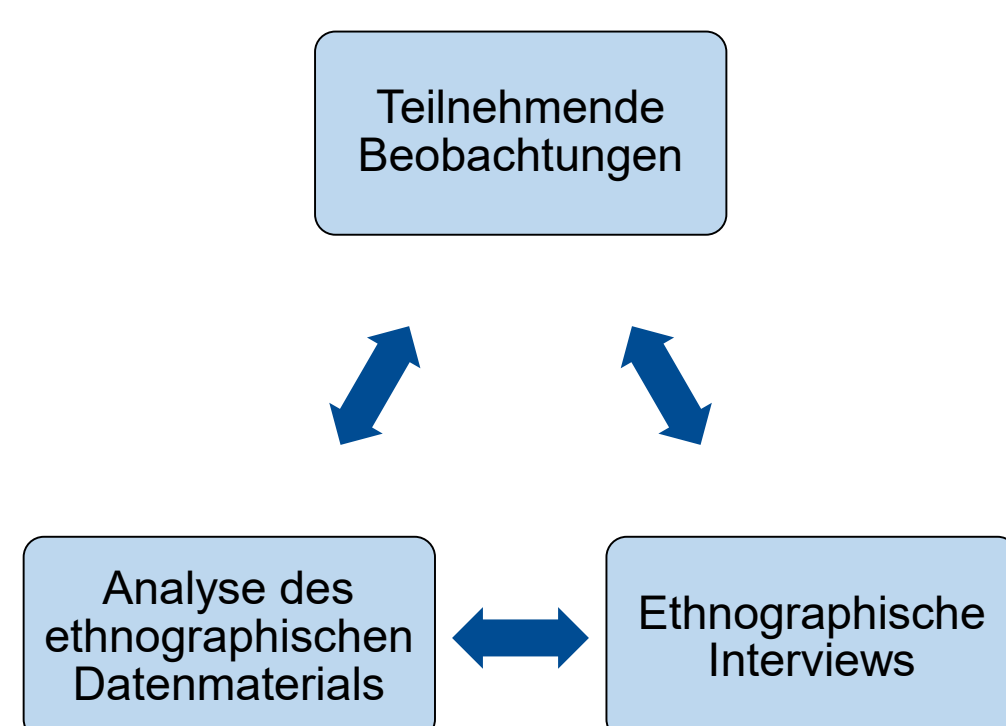 Teilnehmende
Beobachtungen
Analyse des
ethnographischen
Datenmaterials
Ethnographische
Interviews